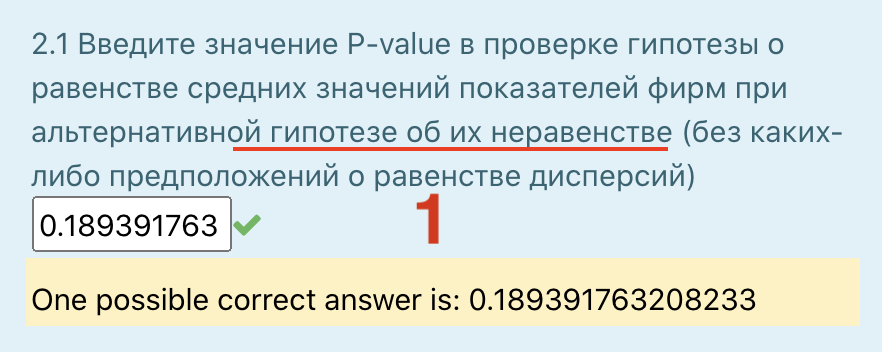 2.1 Введите значение P-value в проверке гипотезы о
равенстве средних значений показателей фирм при
альтернативной гипотезе об их неравенстве (без каких-
либо предположений о равенстве дисперсий)
0.189391763
1
One possible correct answer is: 0.189391763208233